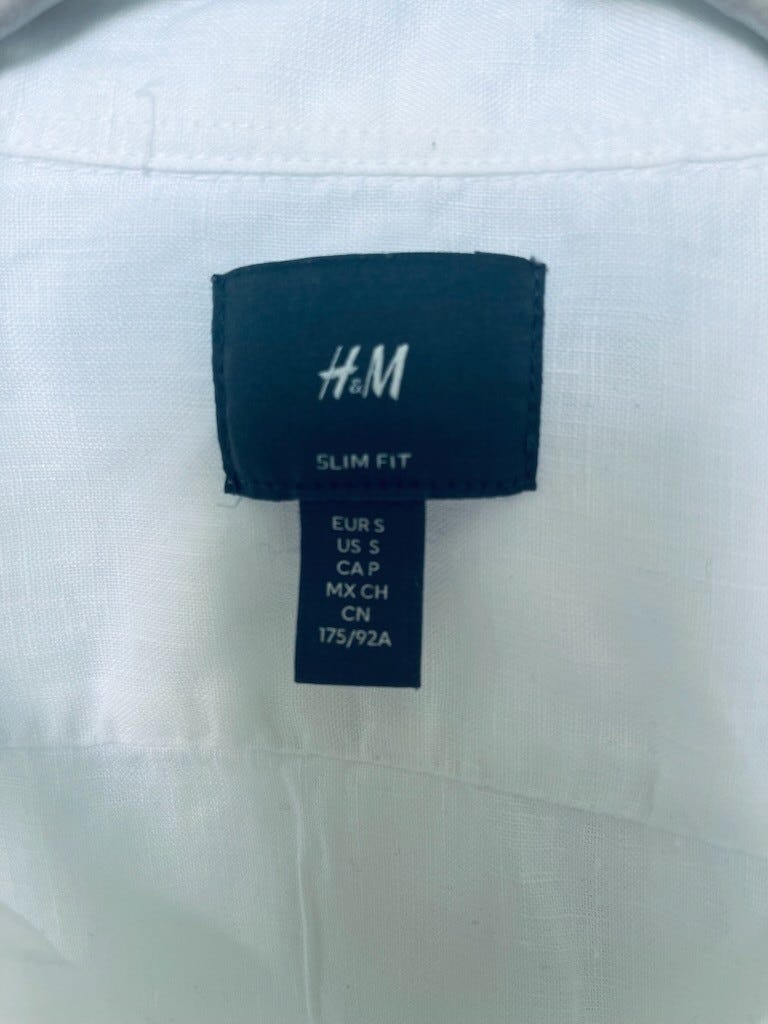 H&M
SLIM FIT
EUR S
US S
CA P
MX CH
CN
175/92A